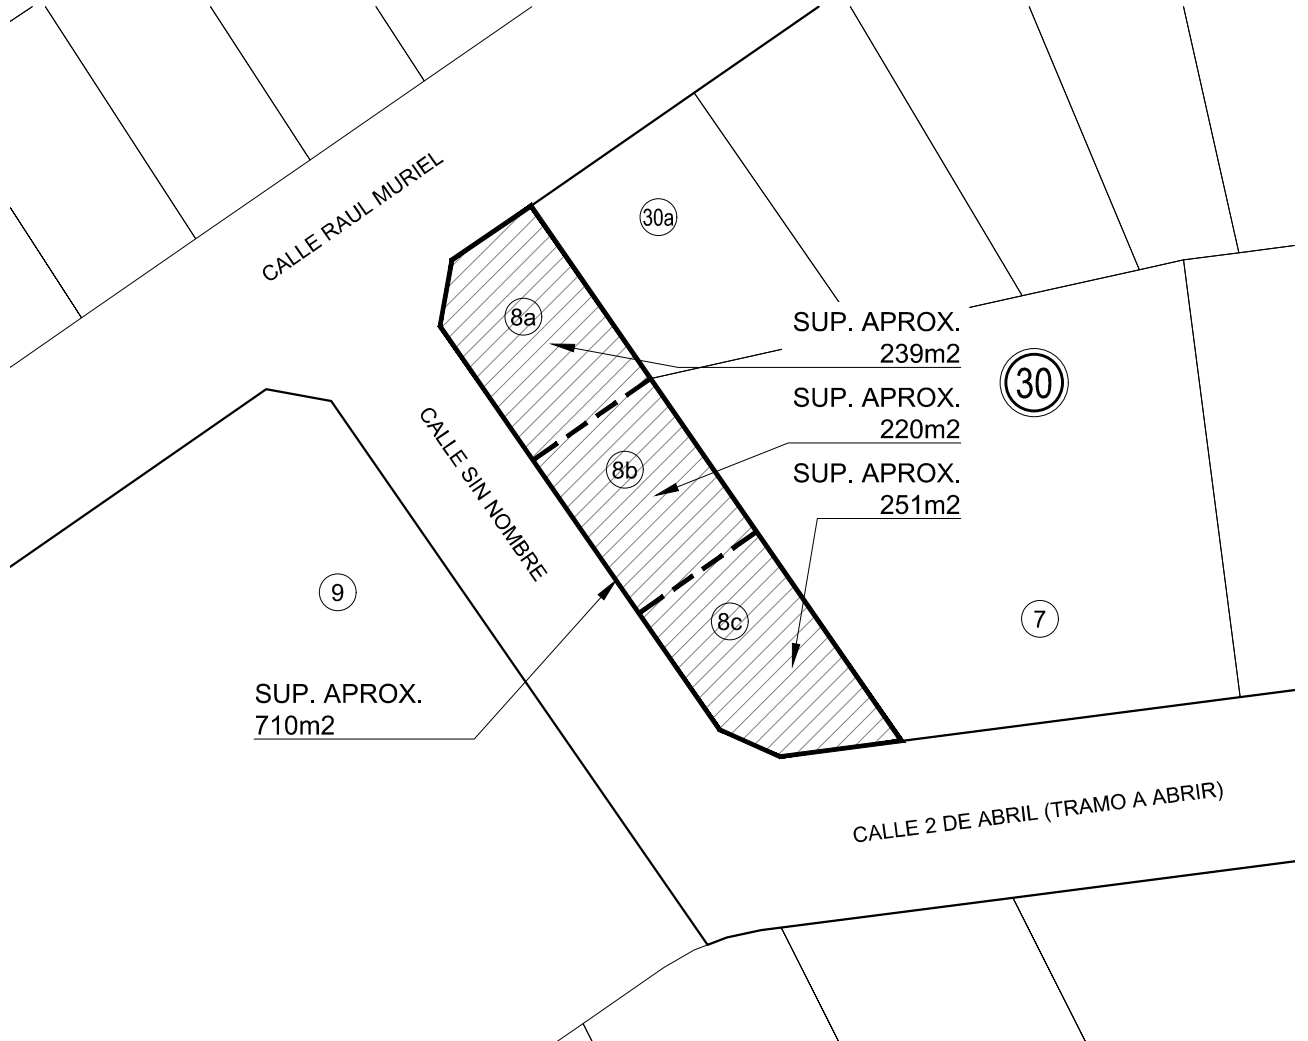 CALLE RAUL MURIEL
30a
8a
SUP. APROX.
239m2
30
SUP. APROX.
220m2
CALLE SIN NOMBRE
8b
SUP. APROX.
251m2
9
8c
7
SUP. APROX.
710m2
CALLE 2 DE ABRIL (TRAMO A ABRIR)